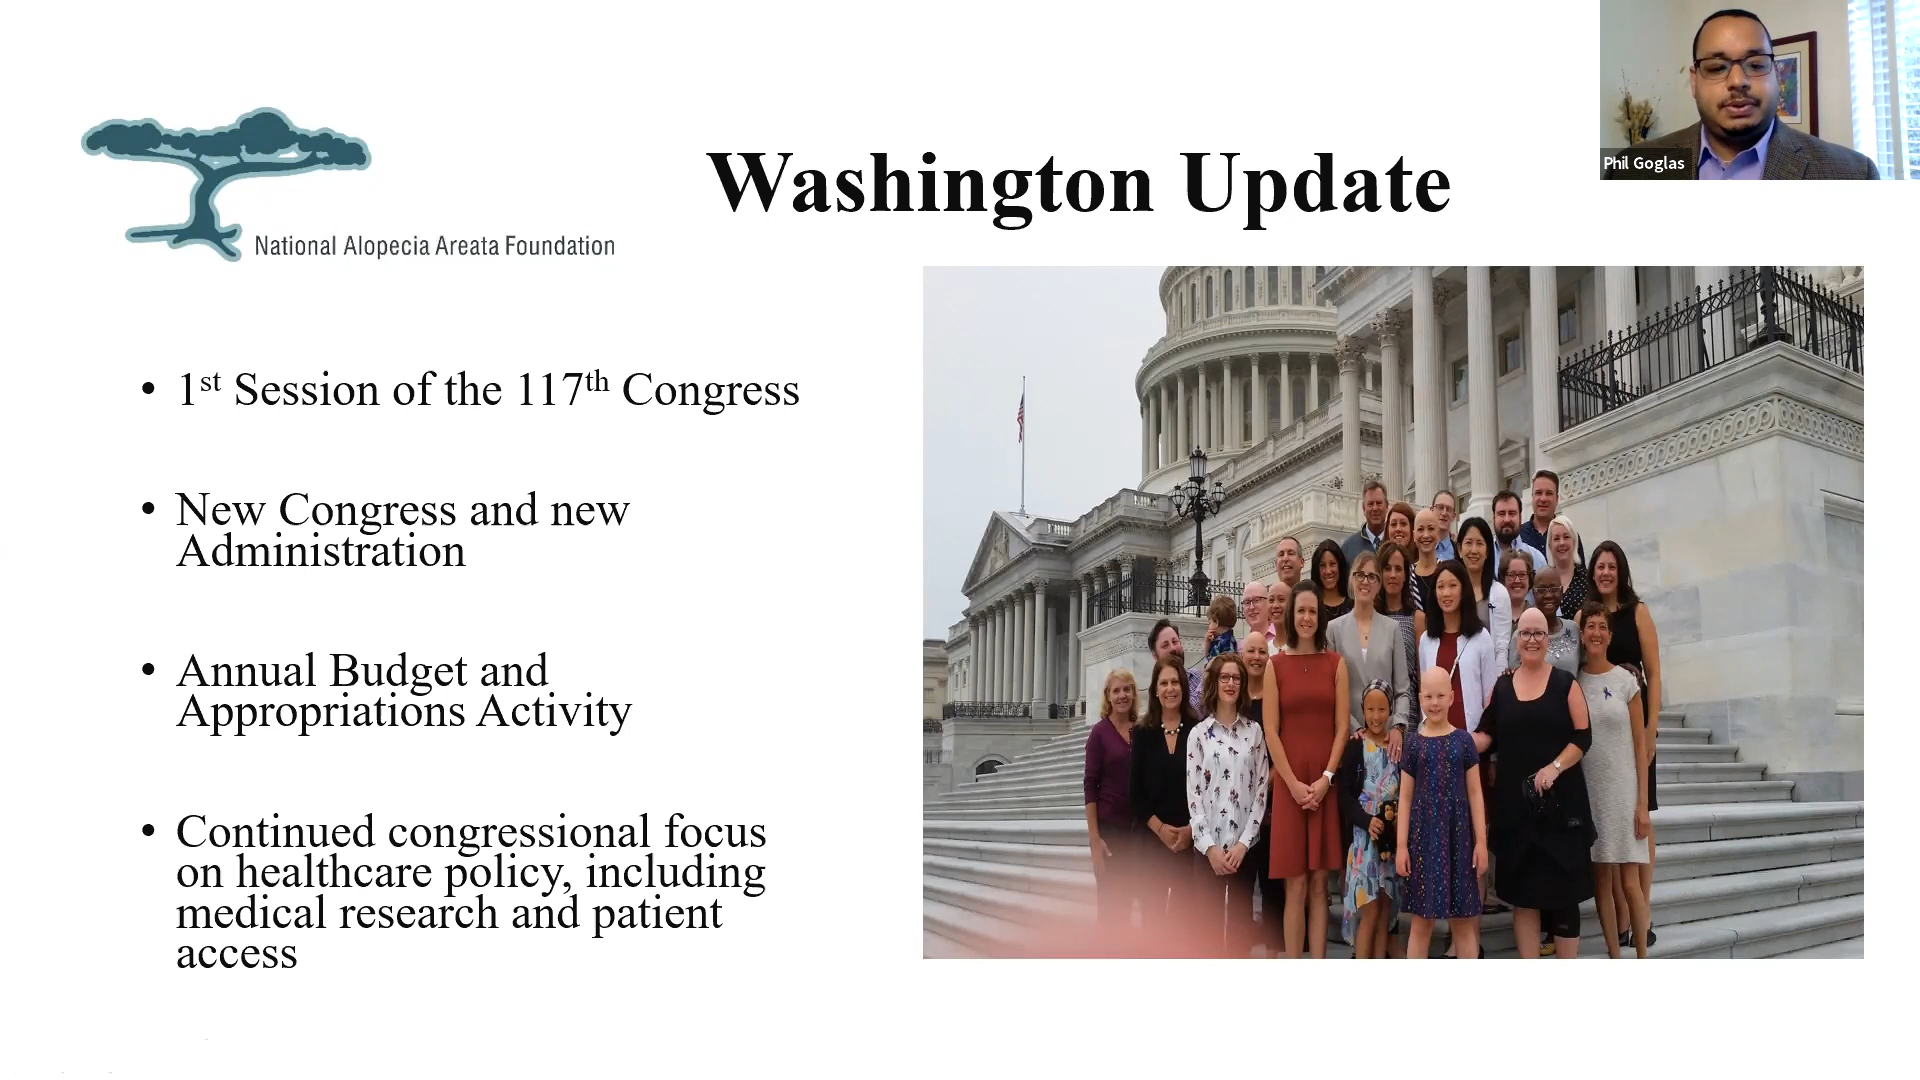 Washington Update
Phil Goglas
National Alopecia Areata Foundation
• 1st Session of the 117th Congress
• New Congress and new
Administration
• Annual Budget and
Appropriations Activity
• Continued congressional focus
on healthcare policy, including
medical research and patient
access